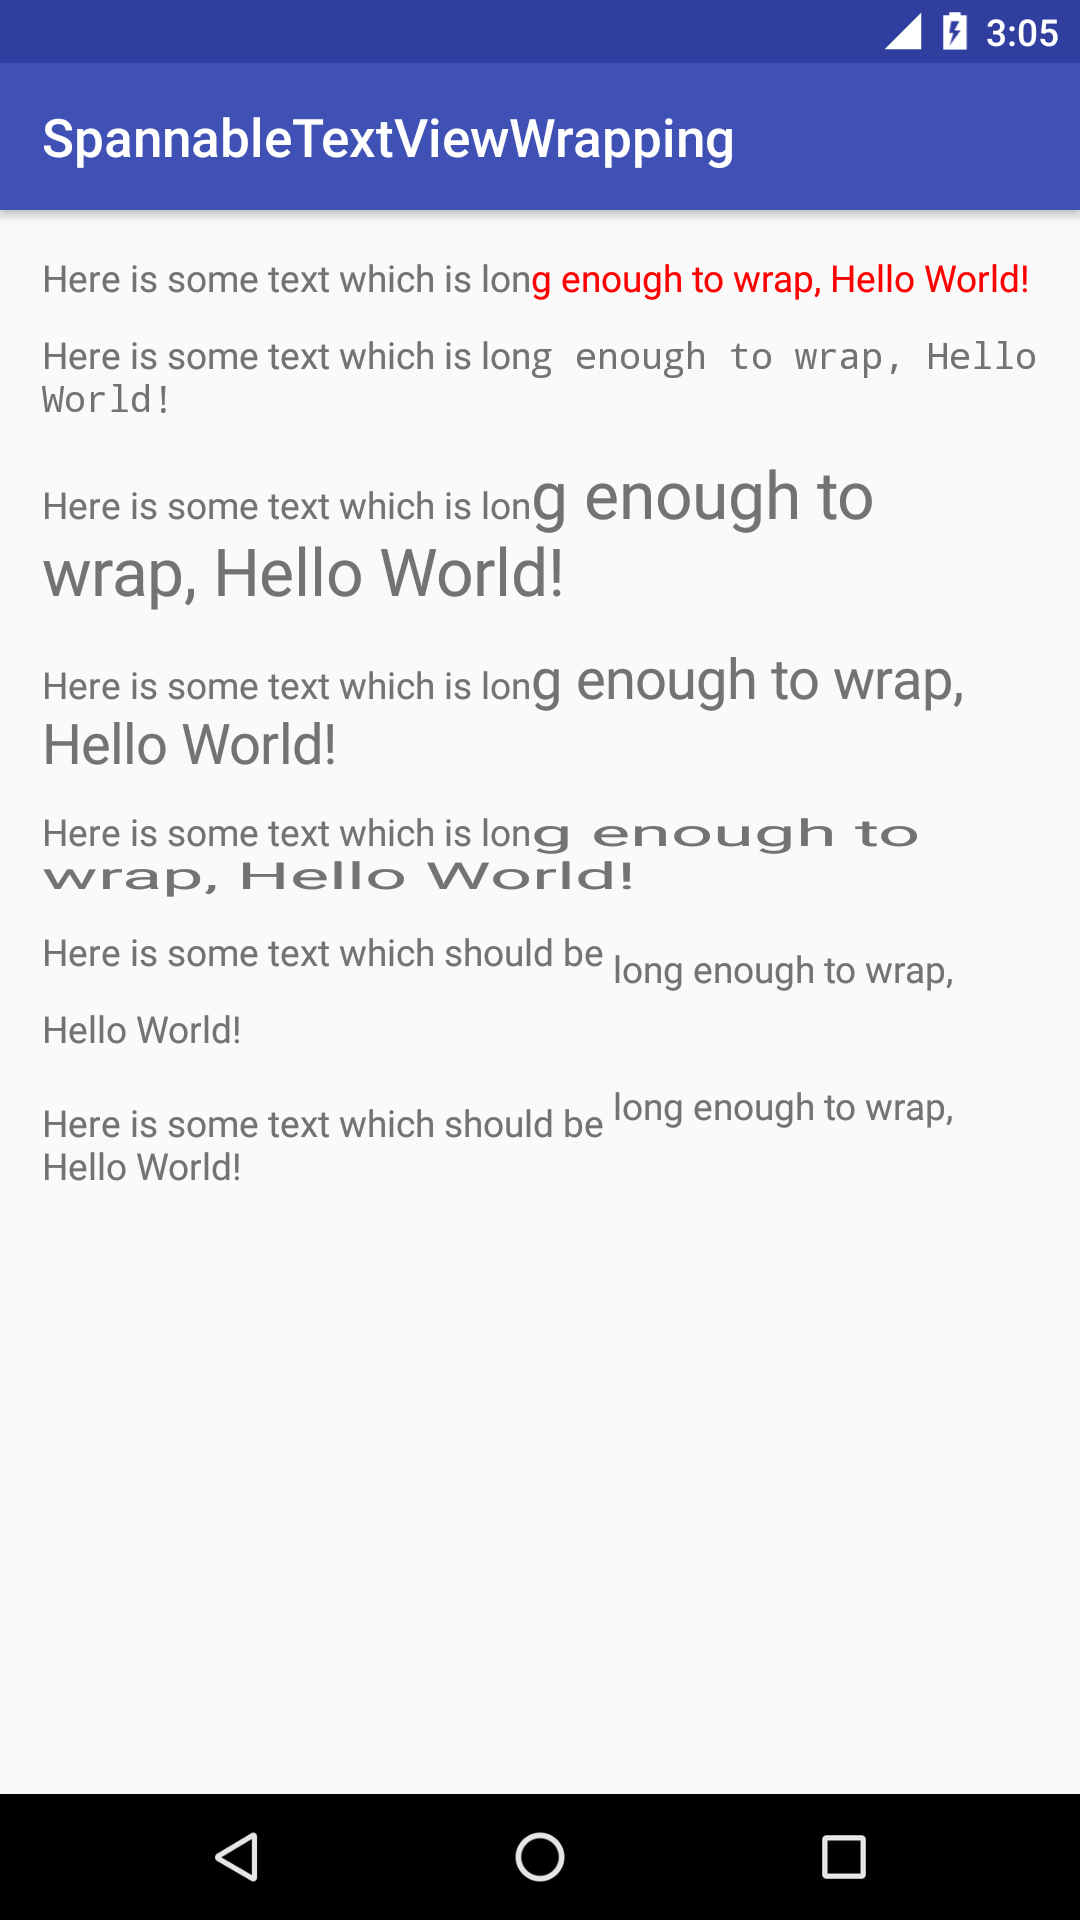 3:05
SpannableTextViewWrapping
Here is some text which is long enough to wrap, Hello World!
Here is some text which is long enough to wrap, Hello
World!
Here is some text which is long enough to
wrap, Hello World!
Here is some text which is long enough to wrap,
Hello World!
Here is some text which is long enough to
wrap, Hello World!
Here is some text which should be long enough to wrap,
Hello World!
Here is some text which should be long enough to wrap,
Hello World!